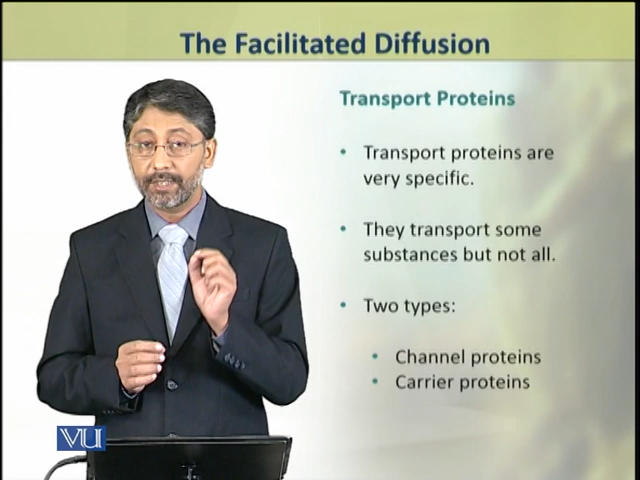 The Facilitated Diffusion
Transport Proteins
• Transport proteins are
very specific.
• They transport some
substances but not all.
• Two types:
• Channel proteins
• Carrier proteins
VU